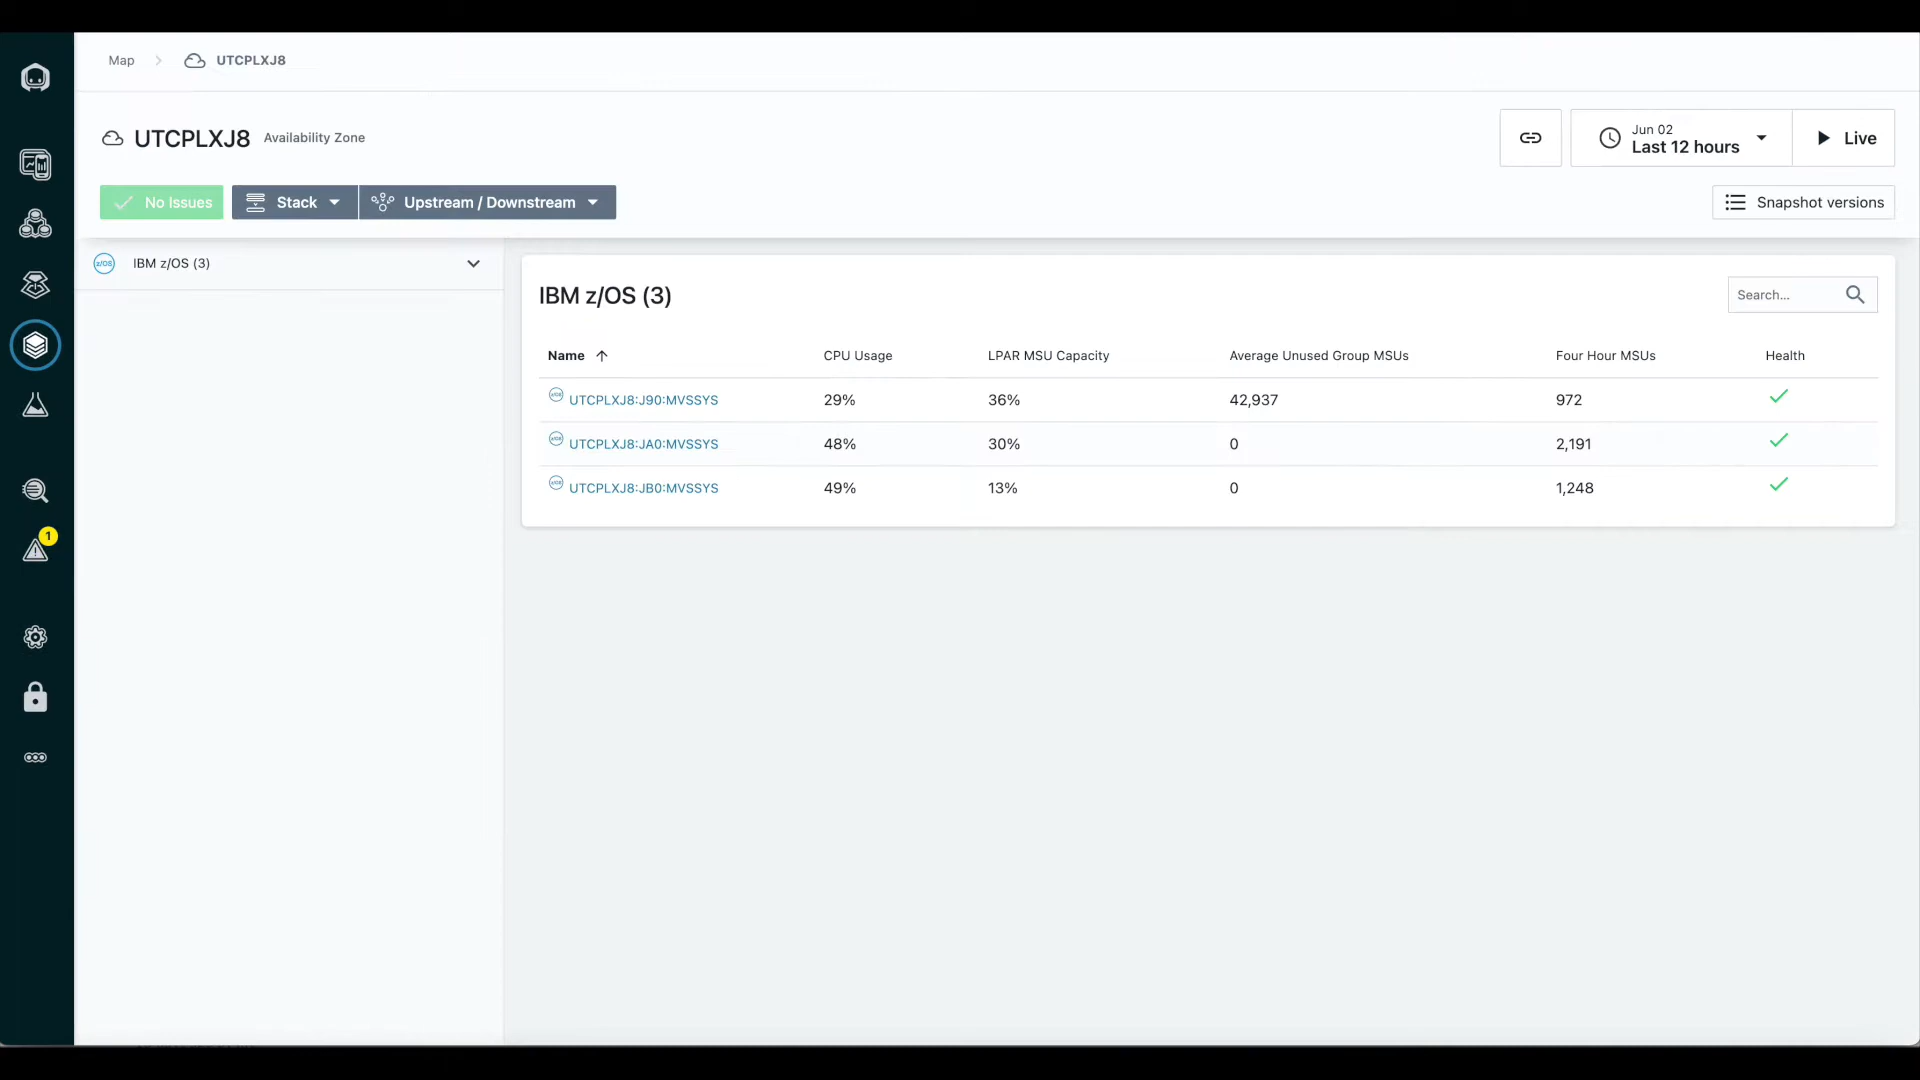 Map
UTCPLXJ8
UTCPLXJ8 Availability Zone
Jun 02
Last 12 hours
Live
No Issues
Stack
Upstream / Downstream
Snapshot versions
z/OS IBM z/OS (3)
IBM z/OS (3)
Search...
Name CPU Usage LPAR MSU Capacity Average Unused Group MSUs Four Hour MSUs Health
UTCPLXJ8:J90:MVSSYS 29% 36% 42,937 972
UTCPLXJ8:JA0:MVSSYS 48% 30% 0 2,191
UTCPLXJ8:JB0:MVSSYS 49% 13% 0 1,248
1